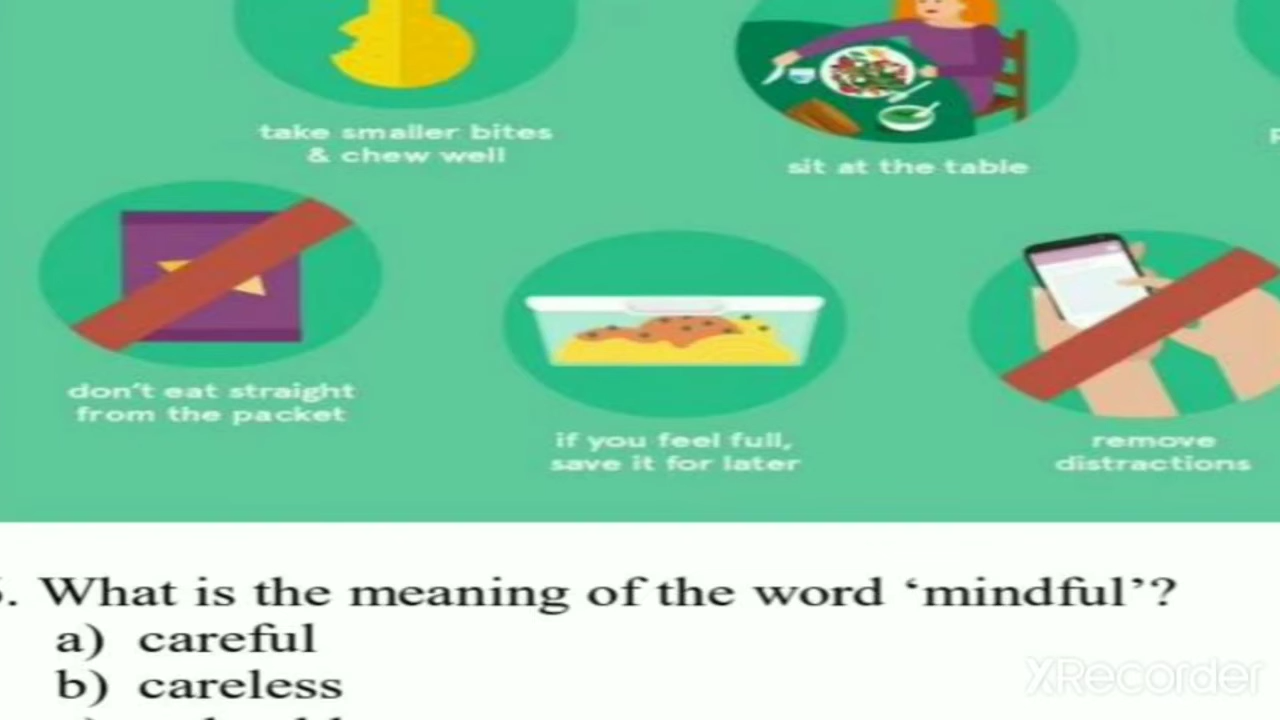 take smaller bites
& chew well
sit at the table
don't eat straight
from the packet
if you feel full,
save it for later
remove
distractions
. What is the meaning of the word ‘mindful’?
a) careful
b) careless
XRecorder